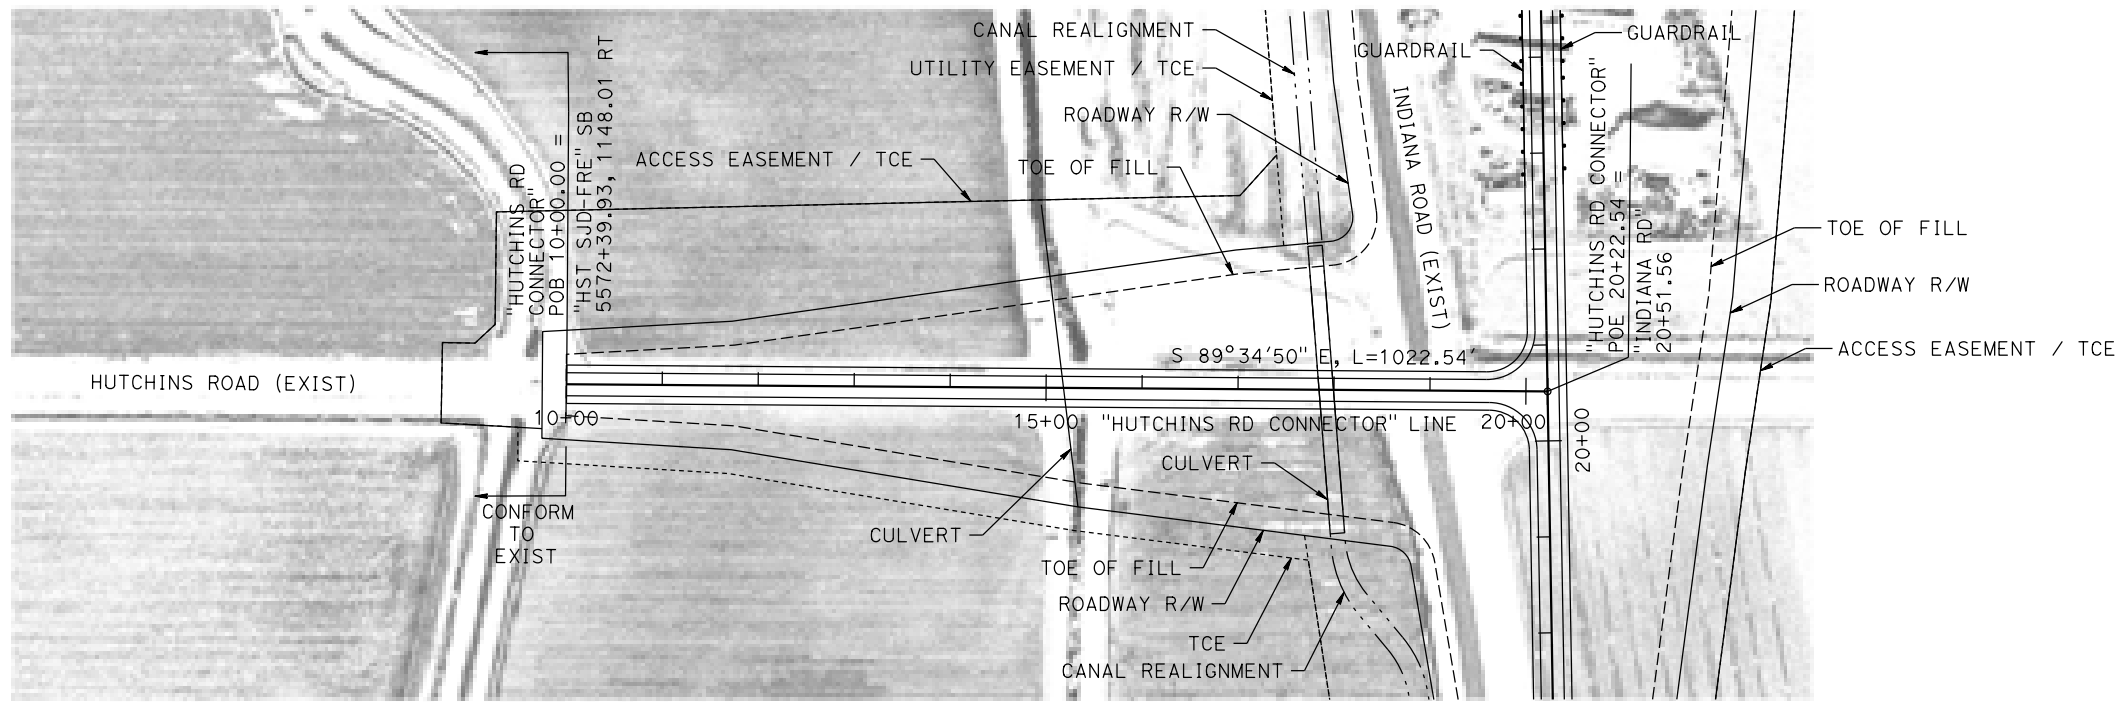 CANAL REALIGNMENT
UTILITY EASEMENT / TCE
ROADWAY R/W
TOE OF FILL
ACCESS EASEMENT / TCE
GUARDRAIL
GUARDRAIL
INDIANA ROAD (EXIST)
"HUTCHINS RD
CONNECTOR"
POB 10+00.00 =
"HST SJD-FRE" SB
5572+39.93, 1148.01 RT
"HUTCHINS RD CONNECTOR"
POE 20+22.54 =
"INDIANA RD"
20+51.56
TOE OF FILL
ROADWAY R/W
ACCESS EASEMENT / TCE
HUTCHINS ROAD (EXIST)
S 89°34'50" E, L=1022.54'
10+00
15+00
"HUTCHINS RD CONNECTOR" LINE
20+00
20+00
CONFORM
TO
EXIST
CULVERT
CULVERT
TOE OF FILL
ROADWAY R/W
TCE
CANAL REALIGNMENT